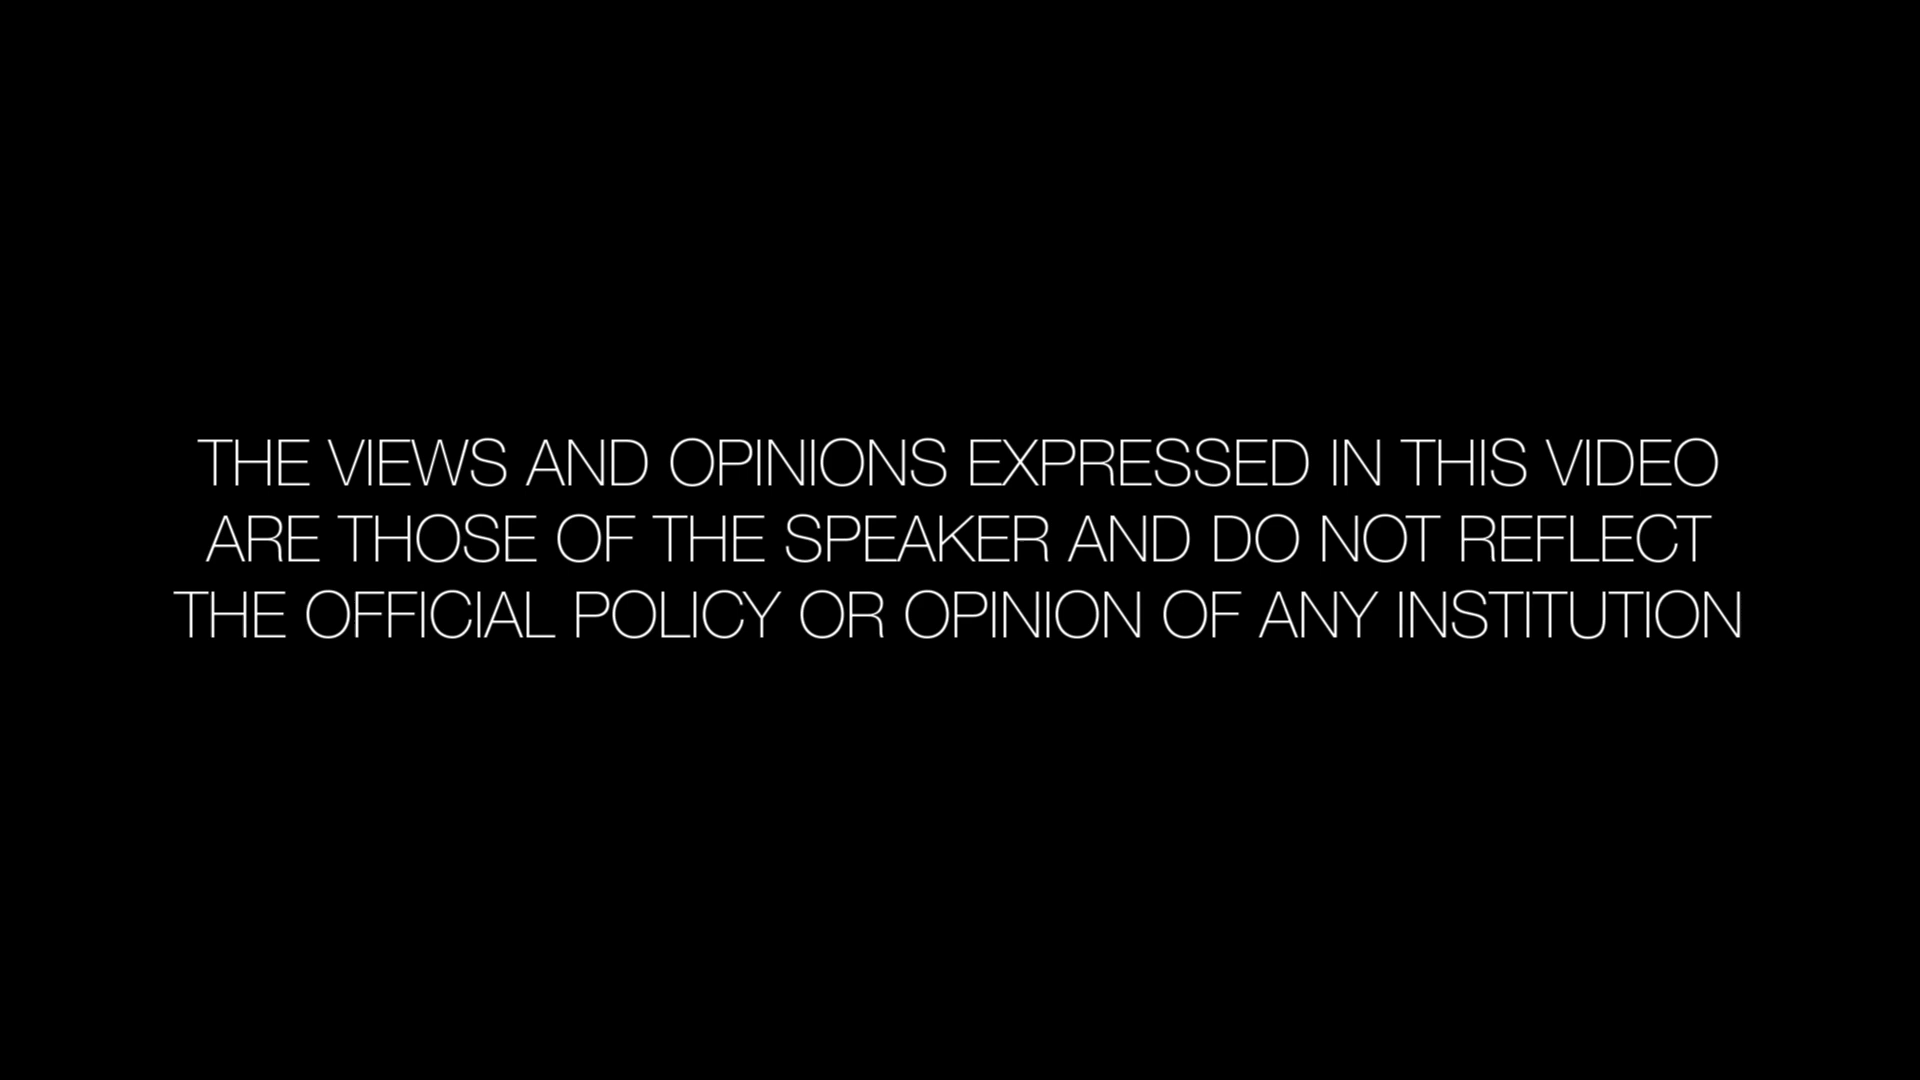 THE VIEWS AND OPINIONS EXPRESSED IN THIS VIDEO
ARE THOSE OF THE SPEAKER AND DO NOT REFLECT
THE OFFICIAL POLICY OR OPINION OF ANY INSTITUTION